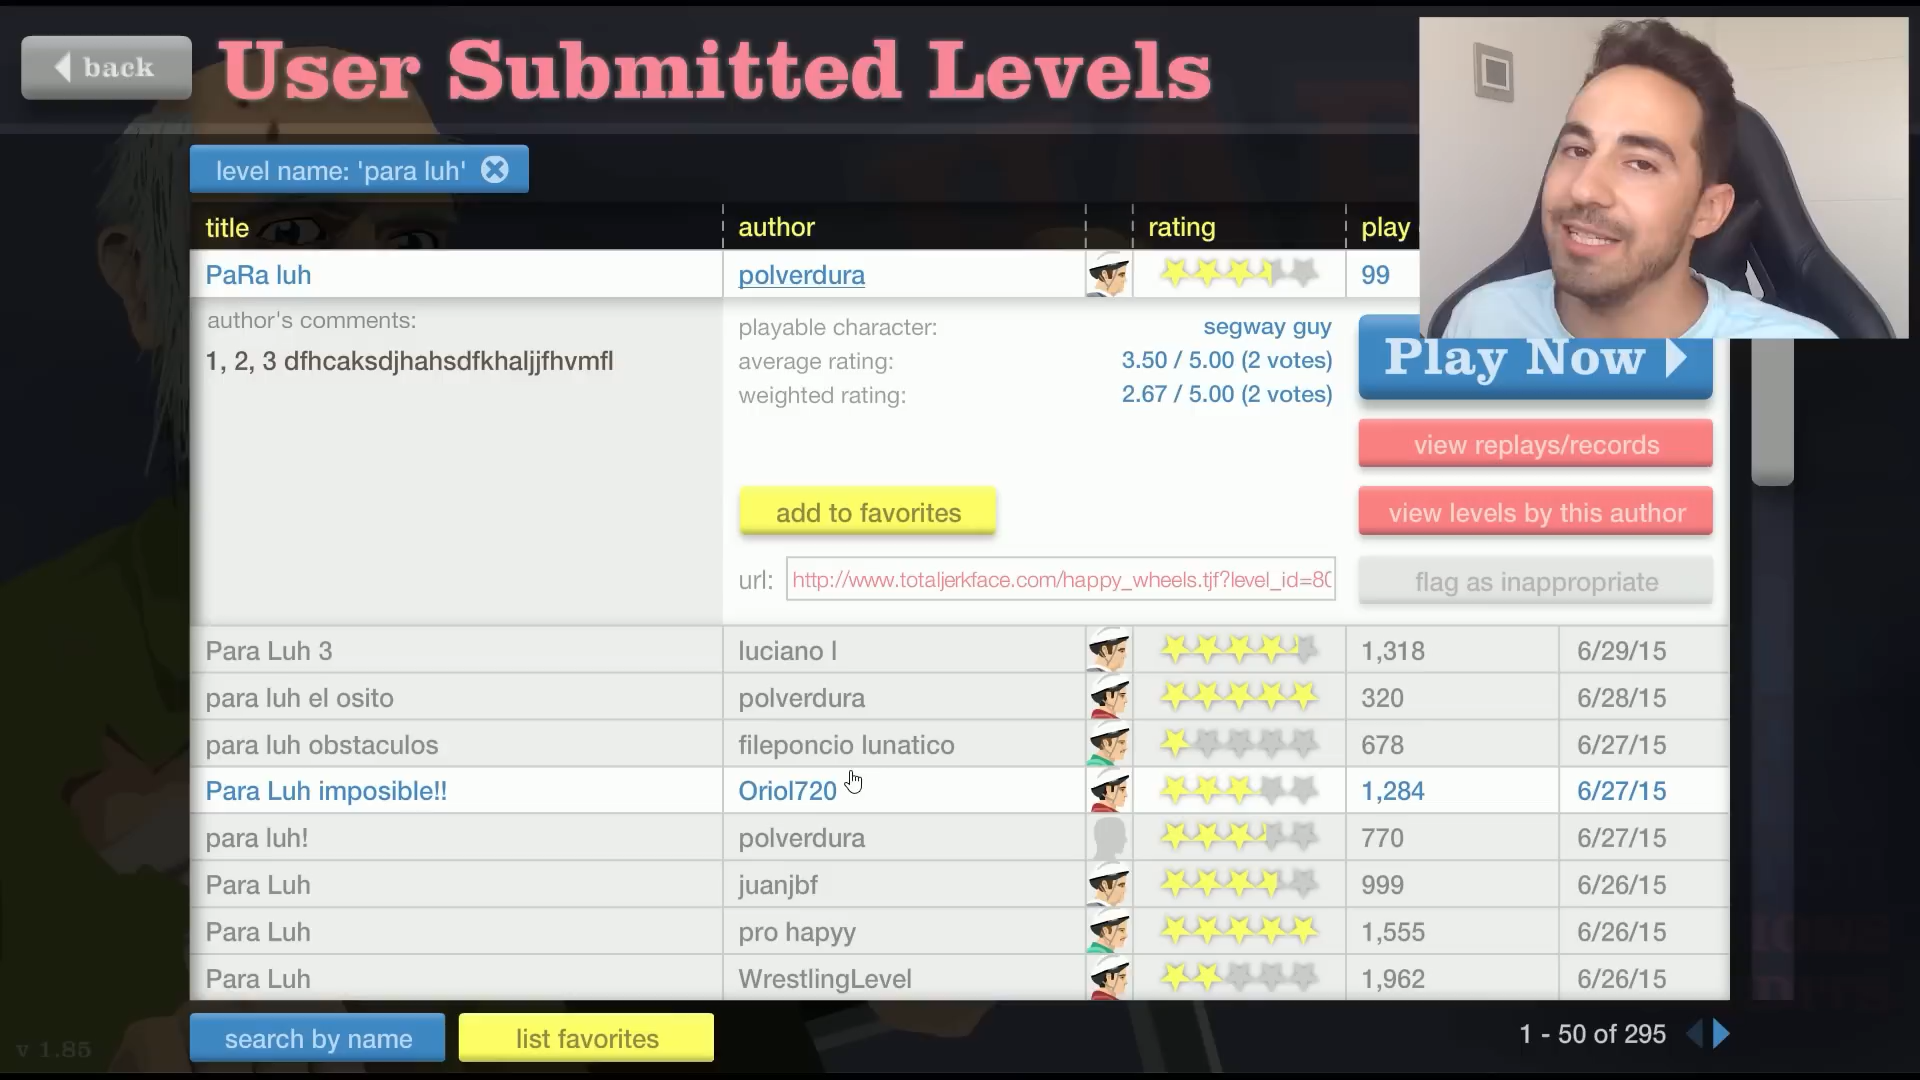 back
User Submitted Levels
level name: 'para luh'
title author rating play
PaRa luh polverdura 99
author's comments:
1, 2, 3 dfhcaksdjhahsdfkhaljjfhvmfl
playable character: segway guy
average rating: 3.50 / 5.00 (2 votes)
weighted rating: 2.67 / 5.00 (2 votes)
Play Now
view replays/records
add to favorites
view levels by this author
url: http://www.totaljerkface.com/happy_wheels.tjf?level_id=80
flag as inappropriate
Para Luh 3 luciano l 1,318 6/29/15
para luh el osito polverdura 320 6/28/15
para luh obstaculos fileponcio lunatico 678 6/27/15
Para Luh imposible!! Oriol720 1,284 6/27/15
para luh! polverdura 770 6/27/15
Para Luh juanjbf 999 6/26/15
Para Luh pro hapyy 1,555 6/26/15
Para Luh WrestlingLevel 1,962 6/26/15
search by name list favorites 1 - 50 of 295
v 1.85